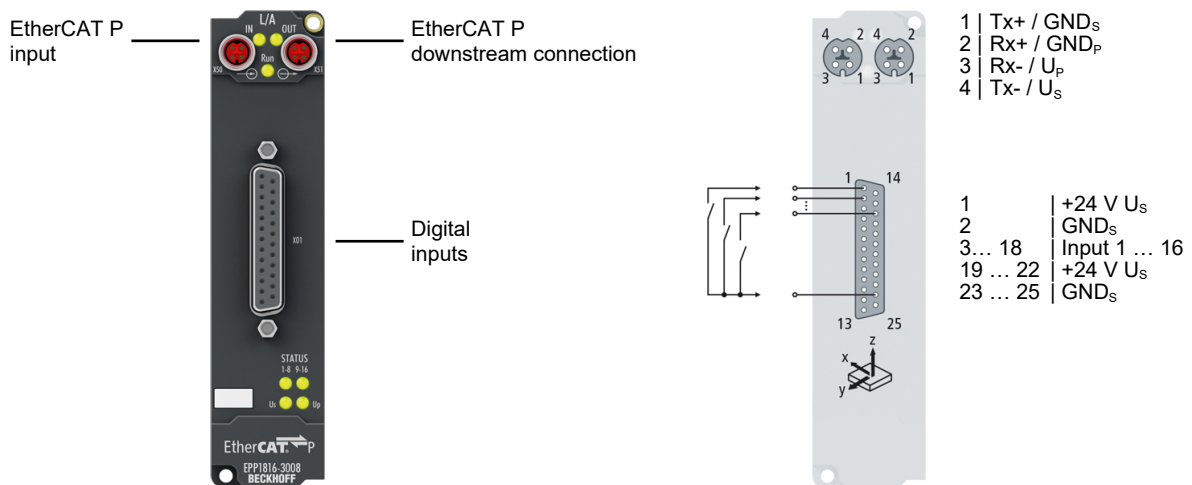 EtherCAT P
input
L/A
IN OUT
X50 Run X51
EtherCAT P
downstream connection
X01
Digital
inputs
STATUS
1-8 9-16
Us Up
EtherCAT P
EPP1816-3008
BECKHOFF
4 2 4 2
3 1 3 1
1 | Tx+ / GNDS
2 | Rx+ / GNDP
3 | Rx- / UP
4 | Tx- / US
1 14
13 25
z
x
y
1 | +24 V US
2 | GNDS
3… 18 | Input 1 … 16
19 … 22 | +24 V US
23 … 25 | GNDS